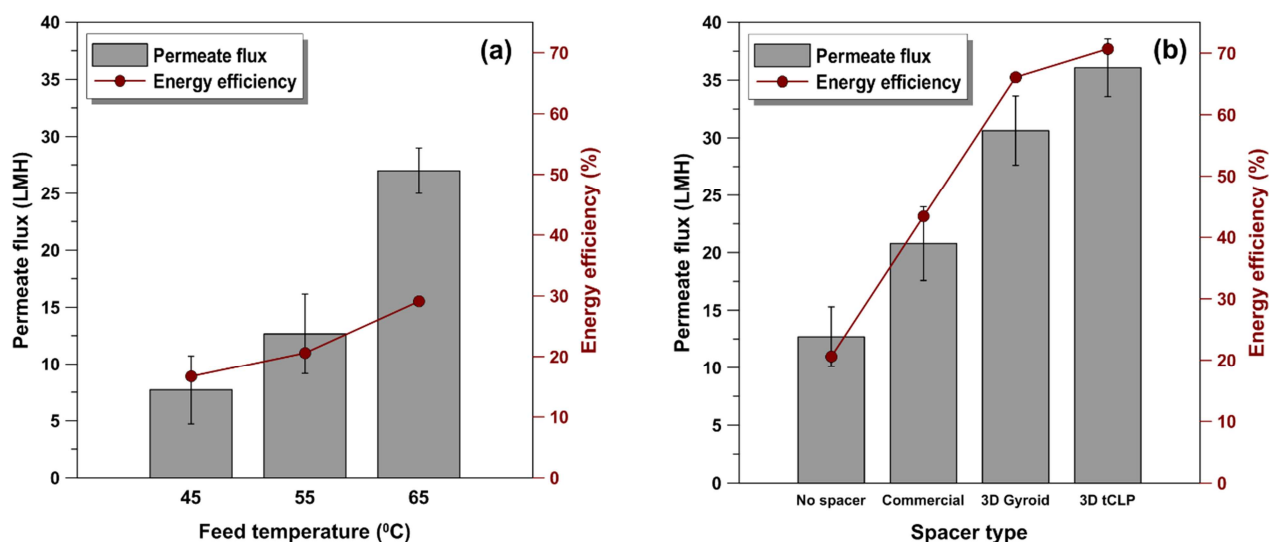 (a)
Permeate flux
Energy efficiency
Permeate flux (LMH)
40
35
30
25
20
15
10
5
0
70
60
50
40
30
20
10
0
Energy efficiency (%)
45 55 65
Feed temperature (⁰C)
(b)
Permeate flux
Energy efficiency
Permeate flux (LMH)
40
35
30
25
20
15
10
5
0
70
60
50
40
30
20
10
0
Energy efficiency (%)
No spacer Commercial 3D Gyroid 3D tCLP
Spacer type